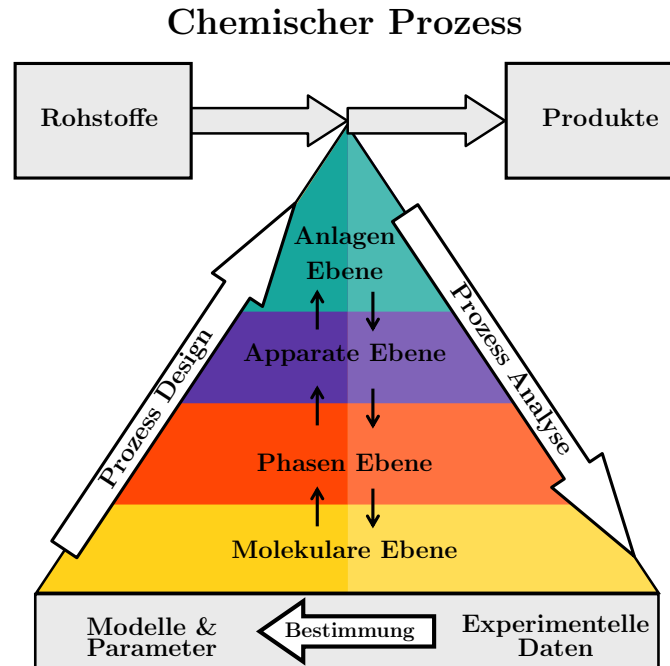 Chemischer Prozess
Rohstoffe
Produkte
Anlagen
Ebene
Prozess Design
Prozess Analyse
Apparate Ebene
Phasen Ebene
Molekulare Ebene
Modelle &
Parameter
Bestimmung
Experimentelle
Daten